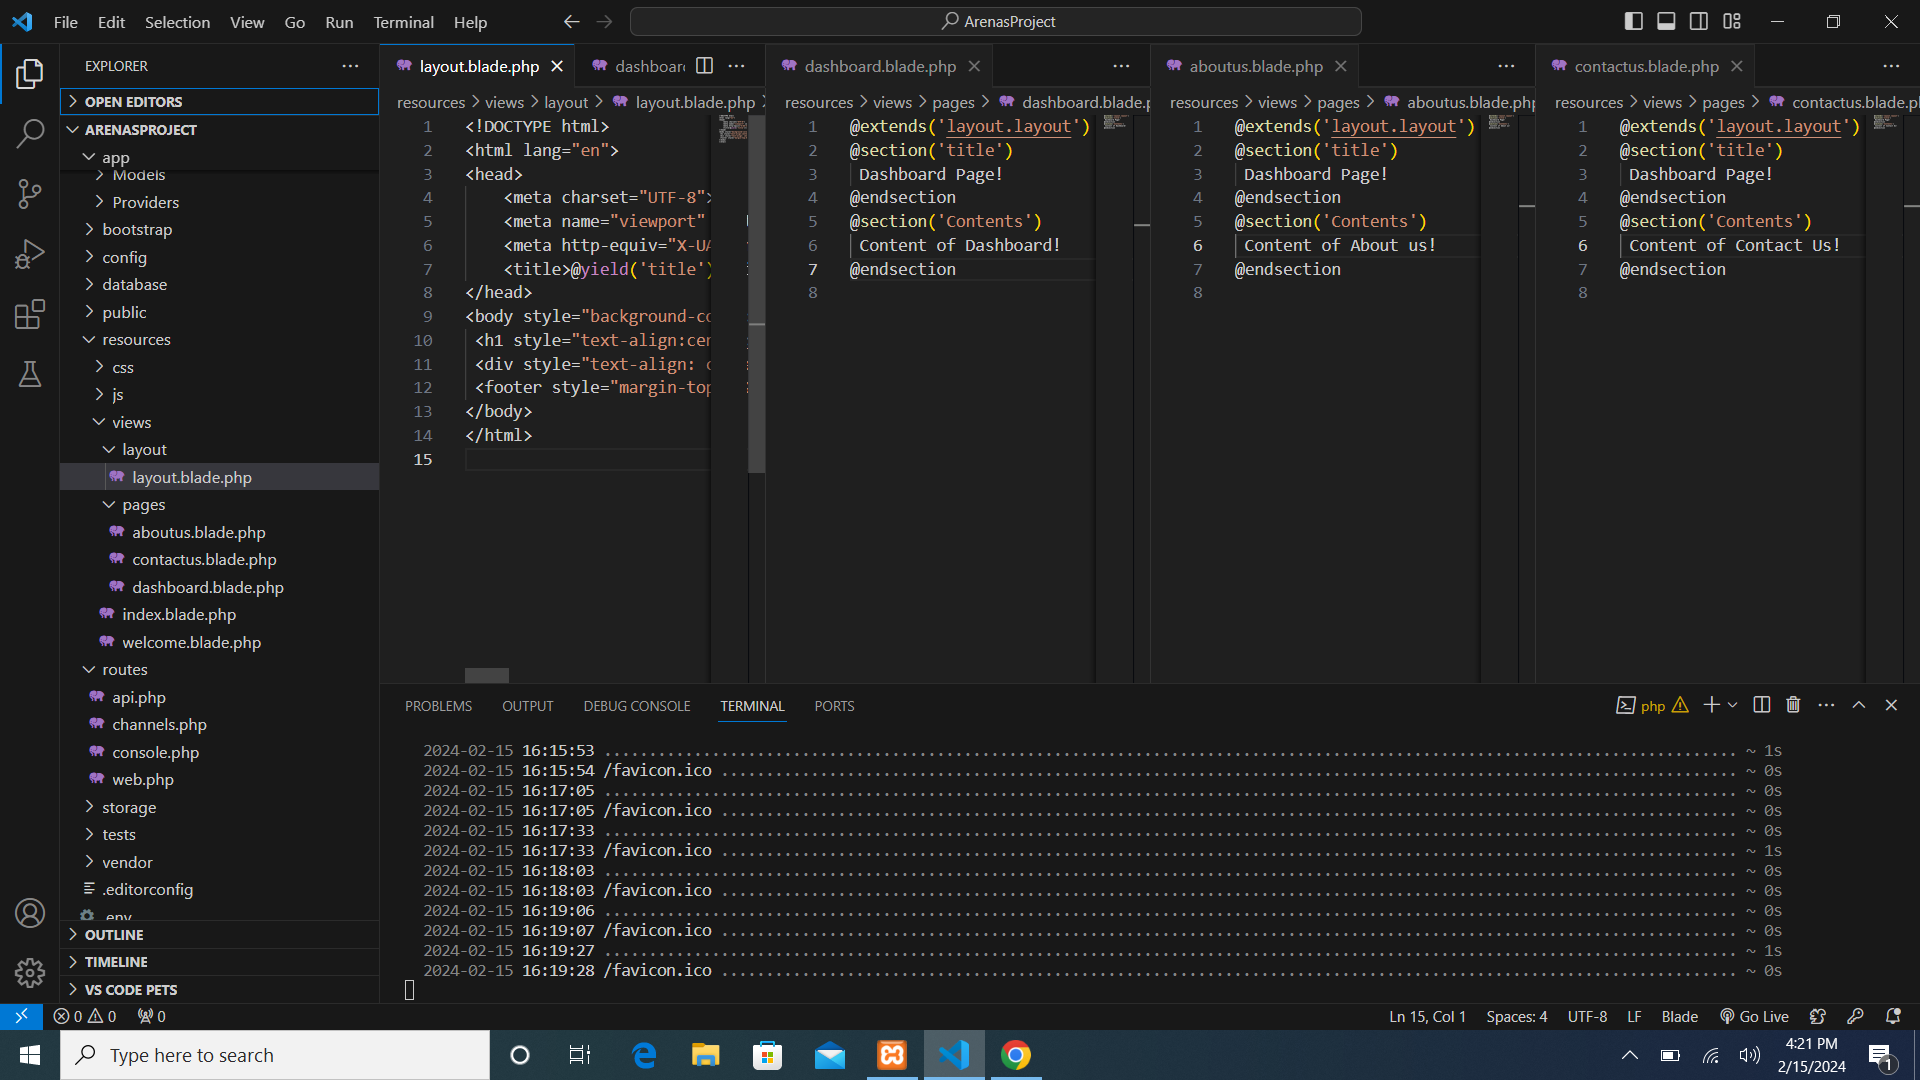 File Edit Selection View Go Run Terminal Help
ArenasProject
EXPLORER
OPEN EDITORS
ARENASPROJECT
app
Models
Providers
bootstrap
config
database
public
resources
css
js
views
layout
layout.blade.php
pages
aboutus.blade.php
contactus.blade.php
dashboard.blade.php
index.blade.php
welcome.blade.php
routes
api.php
channels.php
console.php
web.php
storage
tests
vendor
.editorconfig
.env
OUTLINE
TIMELINE
VS CODE PETS
layout.blade.php
dashboar
resources > views > layout > layout.blade.php >
1 <!DOCTYPE html>
2 <html lang="en">
3 <head>
4 <meta charset="UTF-8">
5 <meta name="viewport"
6 <meta http-equiv="X-UA
7 <title>@yield('title')
8 </head>
9 <body style="background-co
10 <h1 style="text-align:cen
11 <div style="text-align: c
12 <footer style="margin-top
13 </body>
14 </html>
15
dashboard.blade.php
resources > views > pages > dashboard.blade.p
1 @extends('layout.layout')
2 @section('title')
3 Dashboard Page!
4 @endsection
5 @section('Contents')
6 Content of Dashboard!
7 @endsection
8
aboutus.blade.php
resources > views > pages > aboutus.blade.php
1 @extends('layout.layout')
2 @section('title')
3 Dashboard Page!
4 @endsection
5 @section('Contents')
6 Content of About us!
7 @endsection
8
contactus.blade.php
resources > views > pages > contactus.blade.pl
1 @extends('layout.layout')
2 @section('title')
3 Dashboard Page!
4 @endsection
5 @section('Contents')
6 Content of Contact Us!
7 @endsection
8
PROBLEMS OUTPUT DEBUG CONSOLE TERMINAL PORTS
php
2024-02-15 16:15:53 ........ ~ 1s
2024-02-15 16:15:54 /favicon.ico ........ ~ 0s
2024-02-15 16:17:05 ........ ~ 0s
2024-02-15 16:17:05 /favicon.ico ........ ~ 0s
2024-02-15 16:17:33 ........ ~ 0s
2024-02-15 16:17:33 /favicon.ico ........ ~ 1s
2024-02-15 16:18:03 ........ ~ 0s
2024-02-15 16:18:03 /favicon.ico ........ ~ 0s
2024-02-15 16:19:06 ........ ~ 0s
2024-02-15 16:19:07 /favicon.ico ........ ~ 0s
2024-02-15 16:19:27 ........ ~ 1s
2024-02-15 16:19:28 /favicon.ico ........ ~ 0s
0 0 0
Ln 15, Col 1 Spaces: 4 UTF-8 LF Blade Go Live
Type here to search
4:21 PM
2/15/2024
1